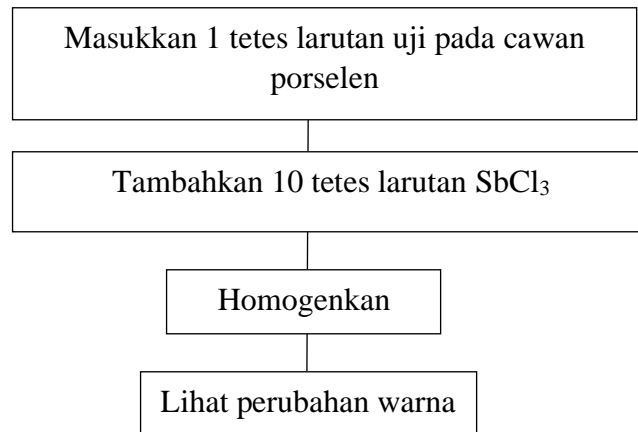 Masukkan 1 tetes larutan uji pada cawan
porselen
Tambahkan 10 tetes larutan SbCl₃
Homogenkan
Lihat perubahan warna